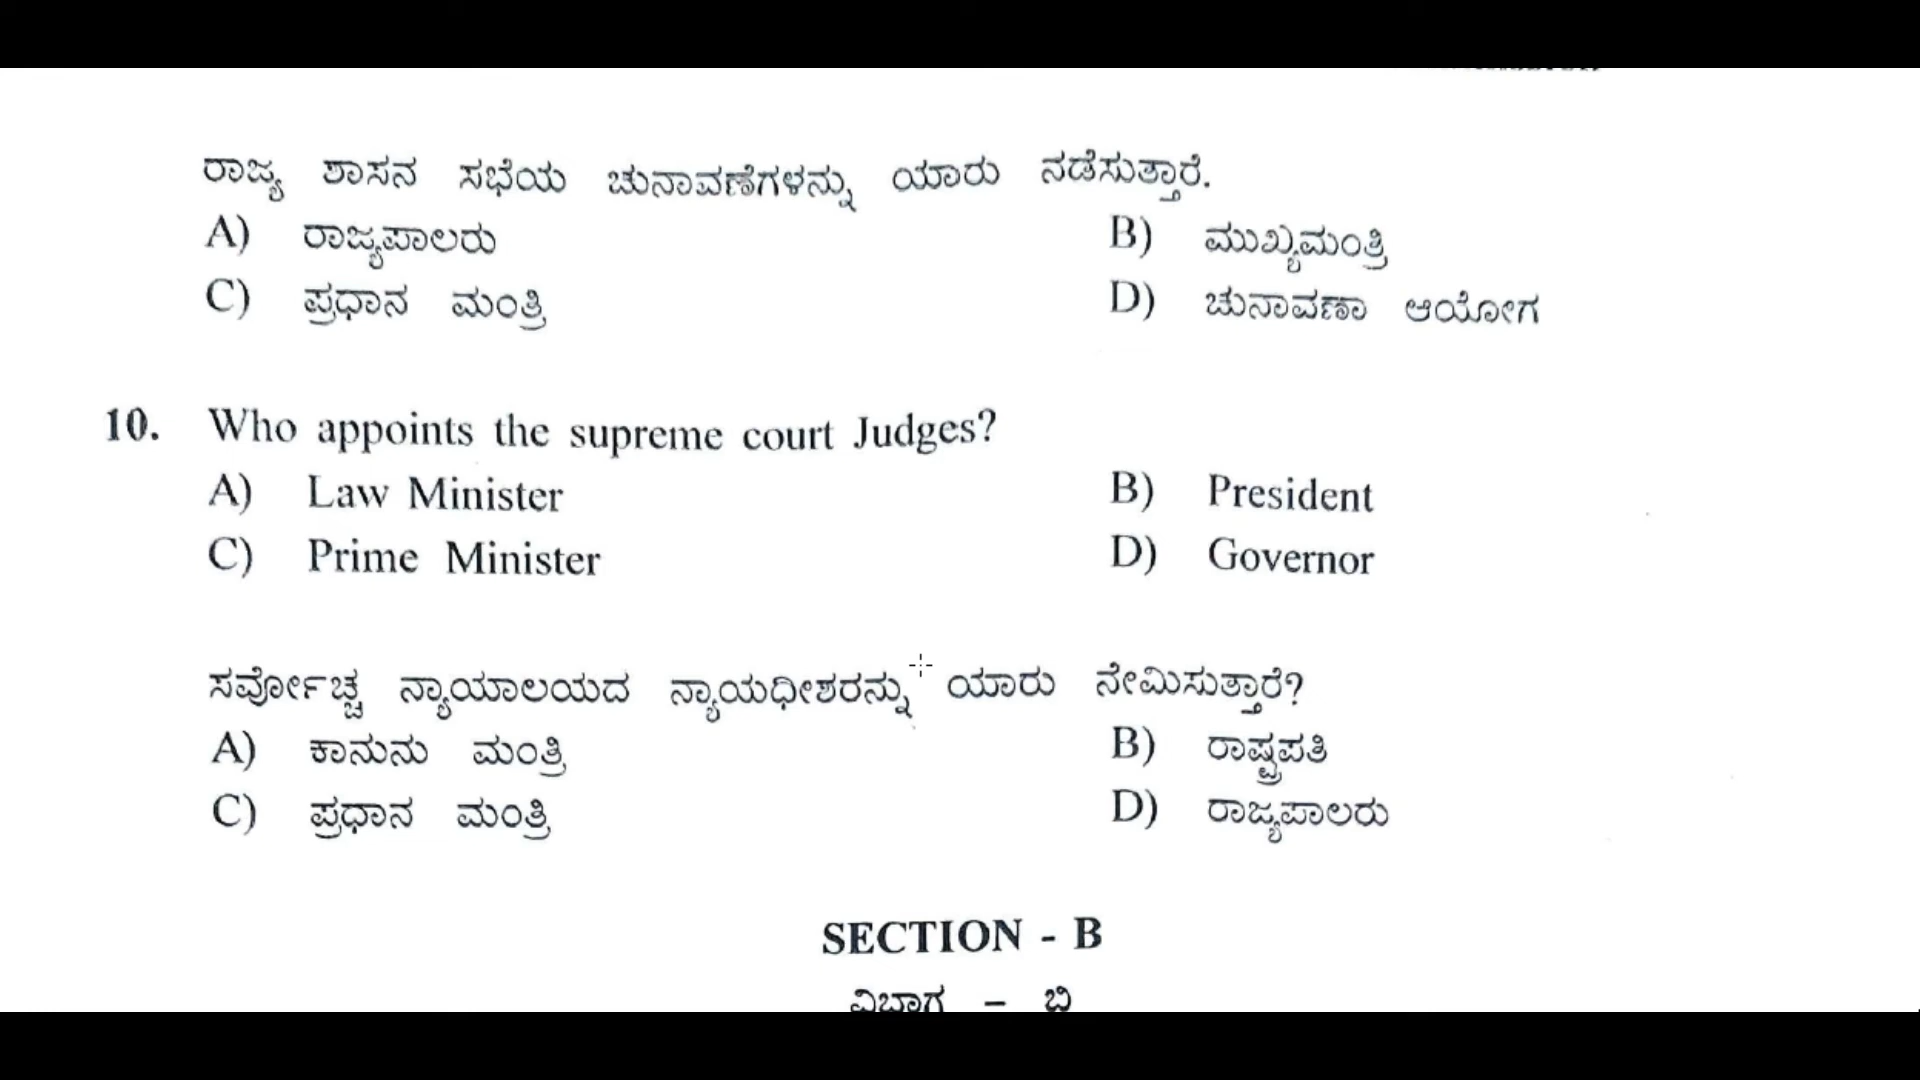 ರಾಜ್ಯ ಶಾಸನ ಸಭೆಯ ಚುನಾವಣೆಗಳನ್ನು ಯಾರು ನಡೆಸುತ್ತಾರೆ.
A) ರಾಜ್ಯಪಾಲರು B) ಮುಖ್ಯಮಂತ್ರಿ
C) ಪ್ರಧಾನ ಮಂತ್ರಿ D) ಚುನಾವಣಾ ಆಯೋಗ
10. Who appoints the supreme court Judges?
A) Law Minister B) President
C) Prime Minister D) Governor
ಸರ್ವೋಚ್ಚ ನ್ಯಾಯಾಲಯದ ನ್ಯಾಯಧೀಶರನ್ನು ಯಾರು ನೇಮಿಸುತ್ತಾರೆ?
A) ಕಾನುನು ಮಂತ್ರಿ B) ರಾಷ್ಟ್ರಪತಿ
C) ಪ್ರಧಾನ ಮಂತ್ರಿ D) ರಾಜ್ಯಪಾಲರು
SECTION - B
ವಿಭಾಗ – ಬಿ